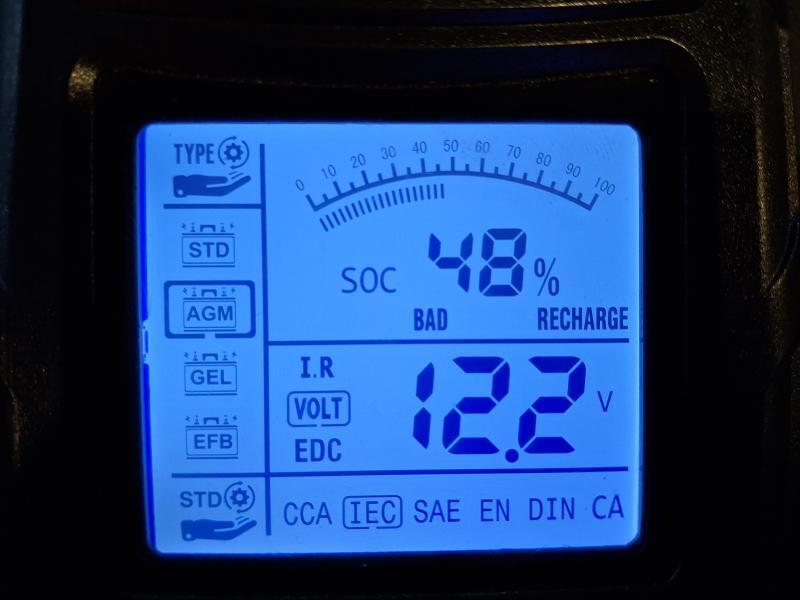 TYPE
0 10 20 30 40 50 60 70 80 90 100
STD
SOC 48%
AGM
BAD RECHARGE
GEL
I.R
VOLT 12.2 V
EFB
EDC
STD
CCA IEC SAE EN DIN CA